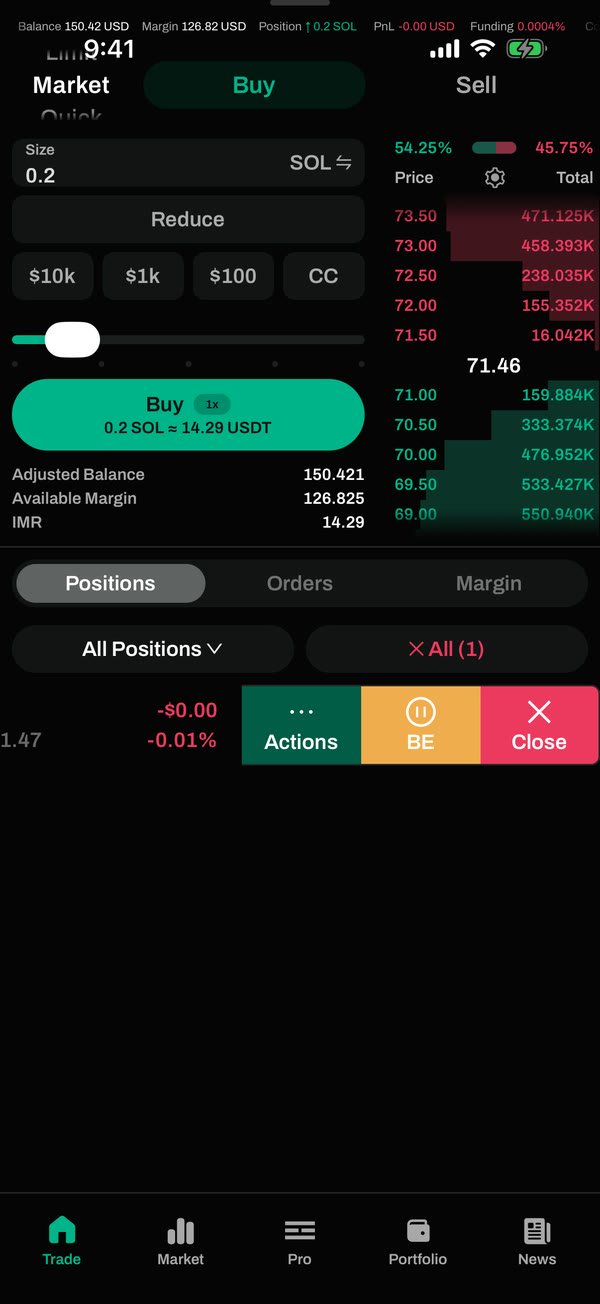 Balance 150.42 USD Margin 126.82 USD Position ↑ 0.2 SOL PnL -0.00 USD Funding 0.0004%
9:41
Limit
Market
Quick
Buy
Sell
Size
0.2
SOL
Reduce
$10k $1k $100 CC
Buy 1x
0.2 SOL ≈ 14.29 USDT
Adjusted Balance 150.421
Available Margin 126.825
IMR 14.29
54.25% 45.75%
Price Total
73.50 471.125K
73.00 458.393K
72.50 238.035K
72.00 155.352K
71.50 16.042K
71.46
71.00 159.884K
70.50 333.374K
70.00 476.952K
69.50 533.427K
69.00 550.940K
Positions Orders Margin
All Positions
All (1)
1.47
-$0.00
-0.01%
Actions
BE
Close
Trade Market Pro Portfolio News